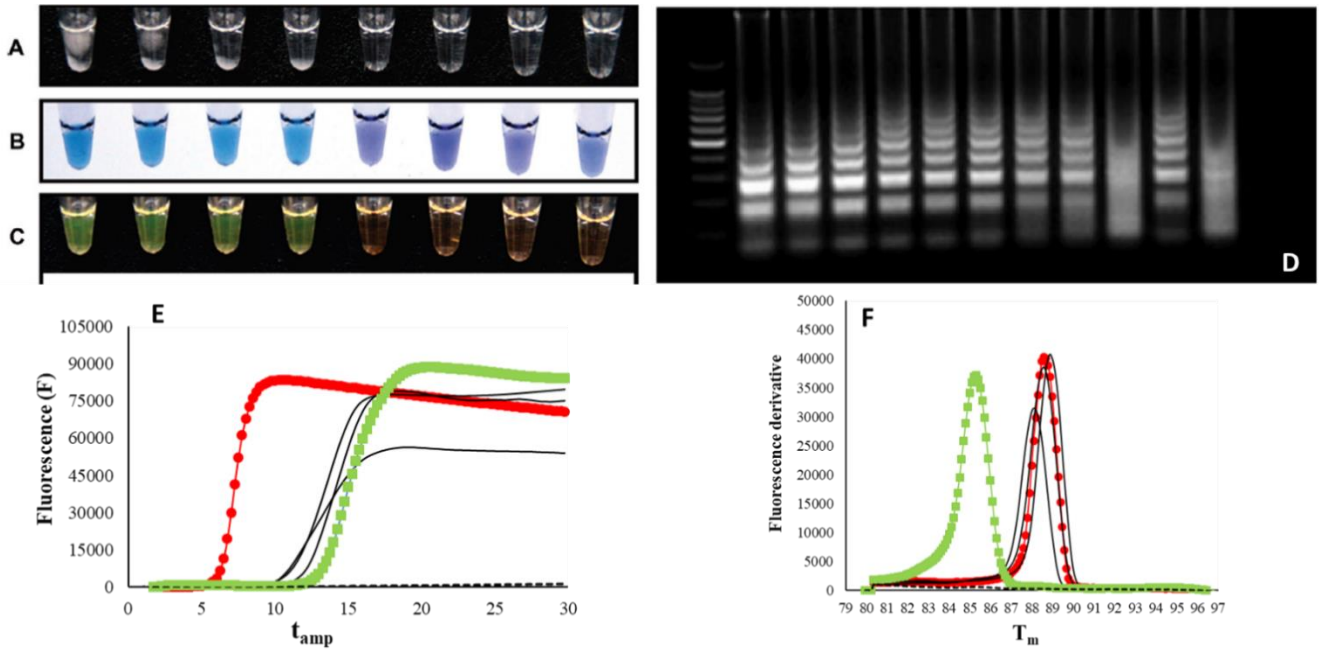 A
B
C
D
E
105000
90000
75000
60000
45000
30000
15000
0
Fluorescence (F)
0 5 10 15 20 25 30
t_amp
F
50000
45000
40000
35000
30000
25000
20000
15000
10000
5000
0
Fluorescence derivative
79 80 81 82 83 84 85 86 87 88 89 90 91 92 93 94 95 96 97
T_m